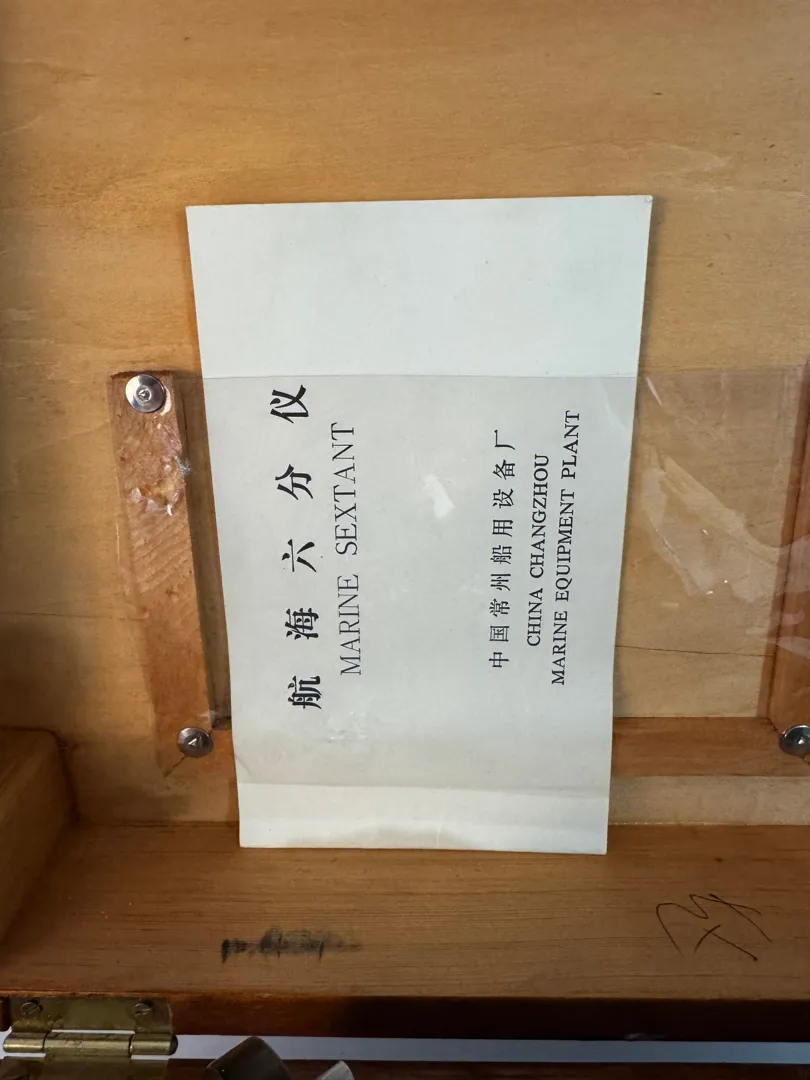 航海六分仪
MARINE SEXTANT
中国常州船用设备厂
CHINA CHANGZHOU
MARINE EQUIPMENT PLANT